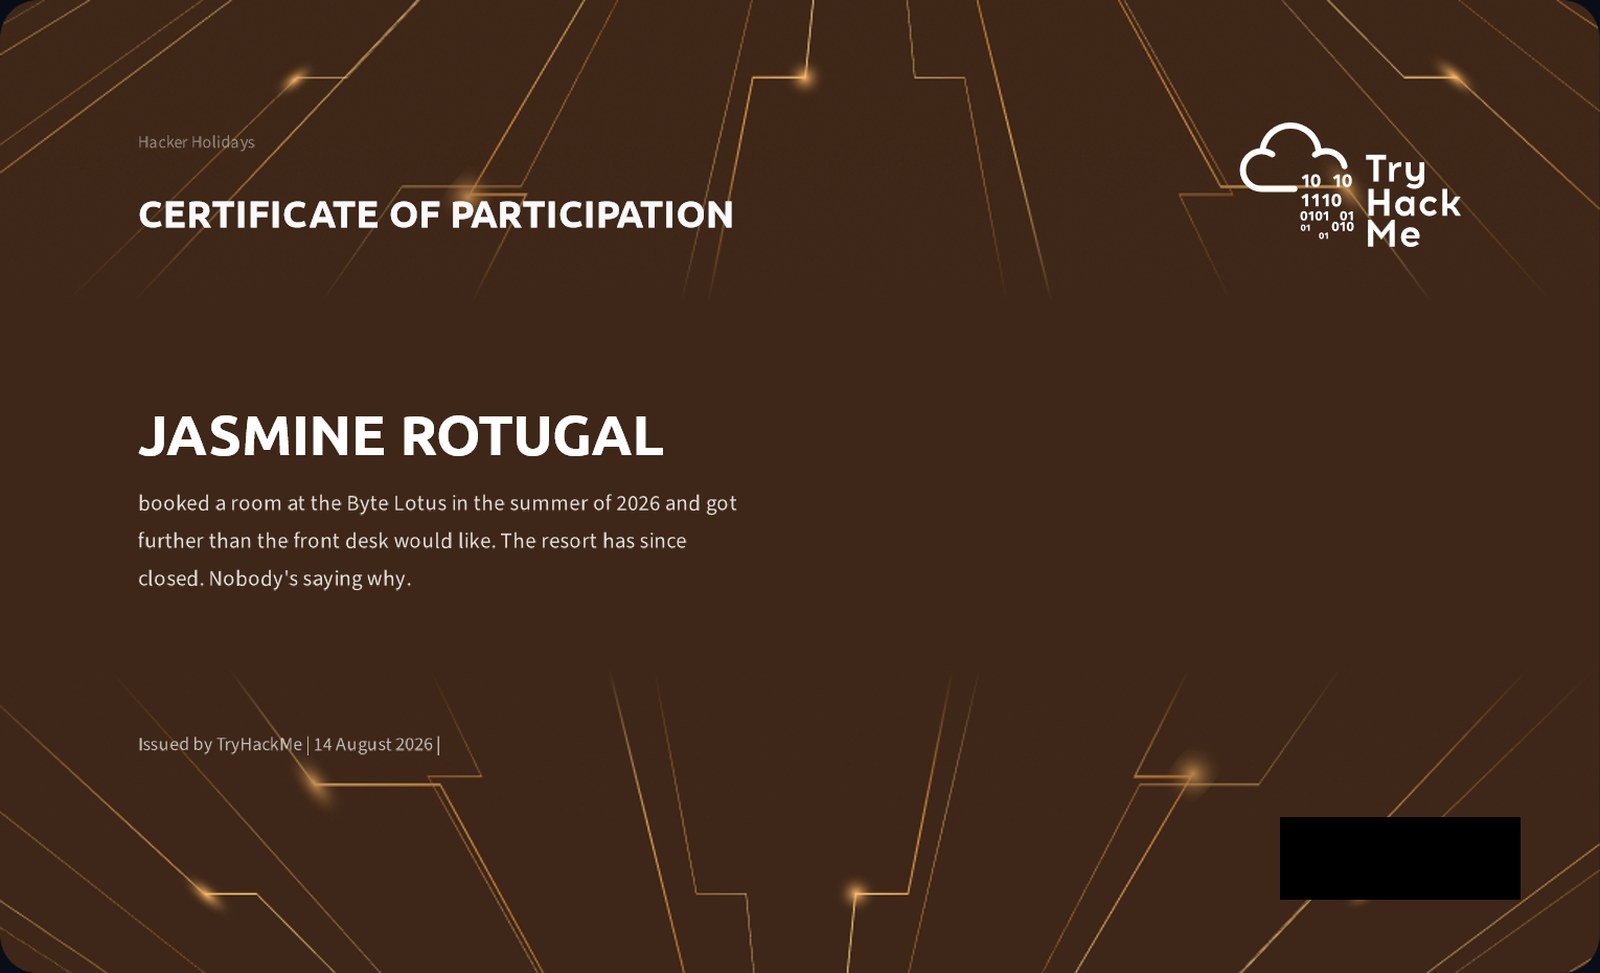 Hacker Holidays
CERTIFICATE OF PARTICIPATION
Try
Hack
Me
10 10
1110
0101 01
01 010
01
JASMINE ROTUGAL
booked a room at the Byte Lotus in the summer of 2026 and got
further than the front desk would like. The resort has since
closed. Nobody's saying why.
Issued by TryHackMe | 14 August 2026 |